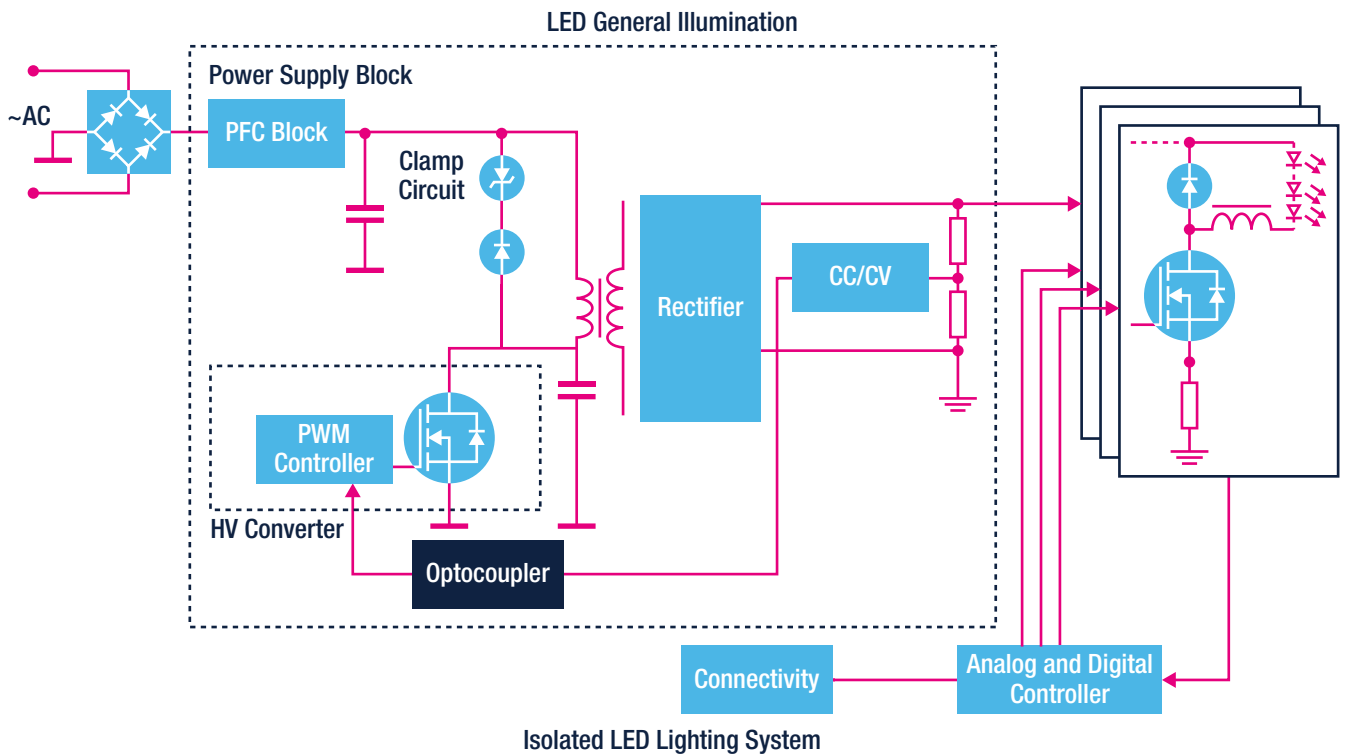 LED General Illumination
Power Supply Block
~AC
PFC Block
Clamp
Circuit
Rectifier
CC/CV
PWM
Controller
HV Converter
Optocoupler
Connectivity
Analog and Digital
Controller
Isolated LED Lighting System